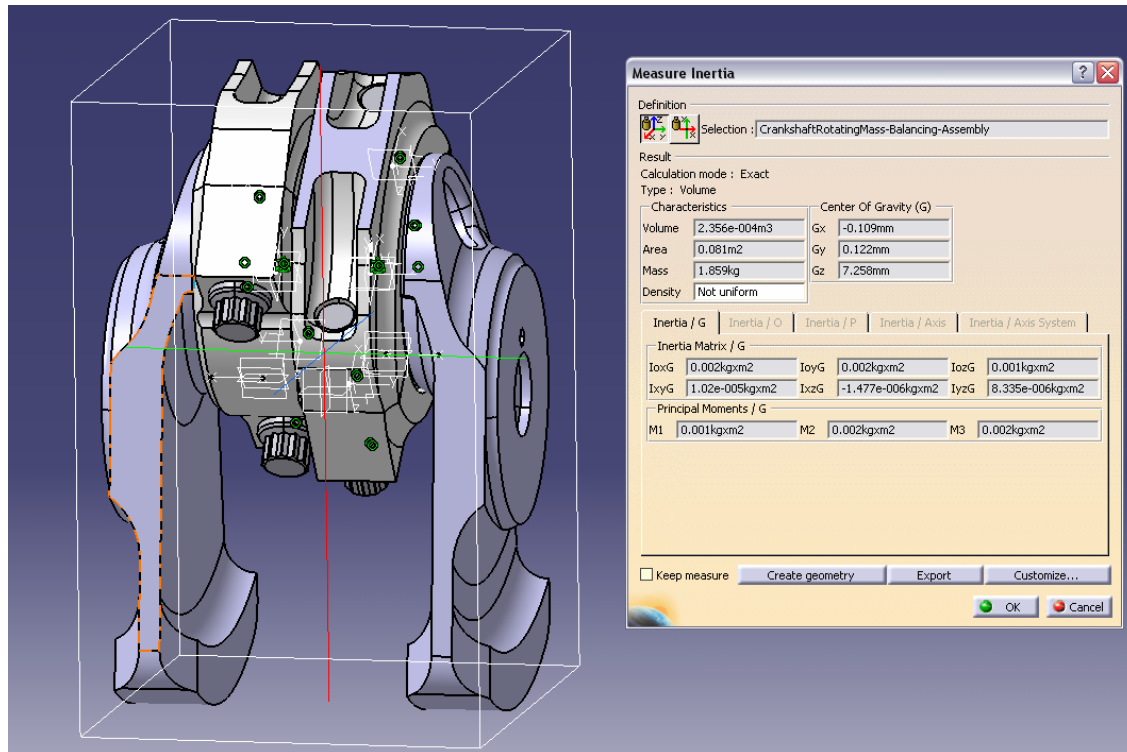 Measure Inertia
Definition
Selection : CrankshaftRotatingMass-Balancing-Assembly
Result
Calculation mode : Exact
Type : Volume
Characteristics Center Of Gravity (G)
Volume 2.356e-004m3 Gx -0.109mm
Area 0.081m2 Gy 0.122mm
Mass 1.859kg Gz 7.258mm
Density Not uniform
Inertia / G Inertia / O Inertia / P Inertia / Axis Inertia / Axis System
Inertia Matrix / G
IoxG 0.002kgxm2 IoyG 0.002kgxm2 IozG 0.001kgxm2
IxyG 1.02e-005kgxm2 IxzG -1.477e-006kgxm2 IyzG 8.335e-006kgxm2
Principal Moments / G
M1 0.001kgxm2 M2 0.002kgxm2 M3 0.002kgxm2
Keep measure Create geometry Export Customize...
OK Cancel